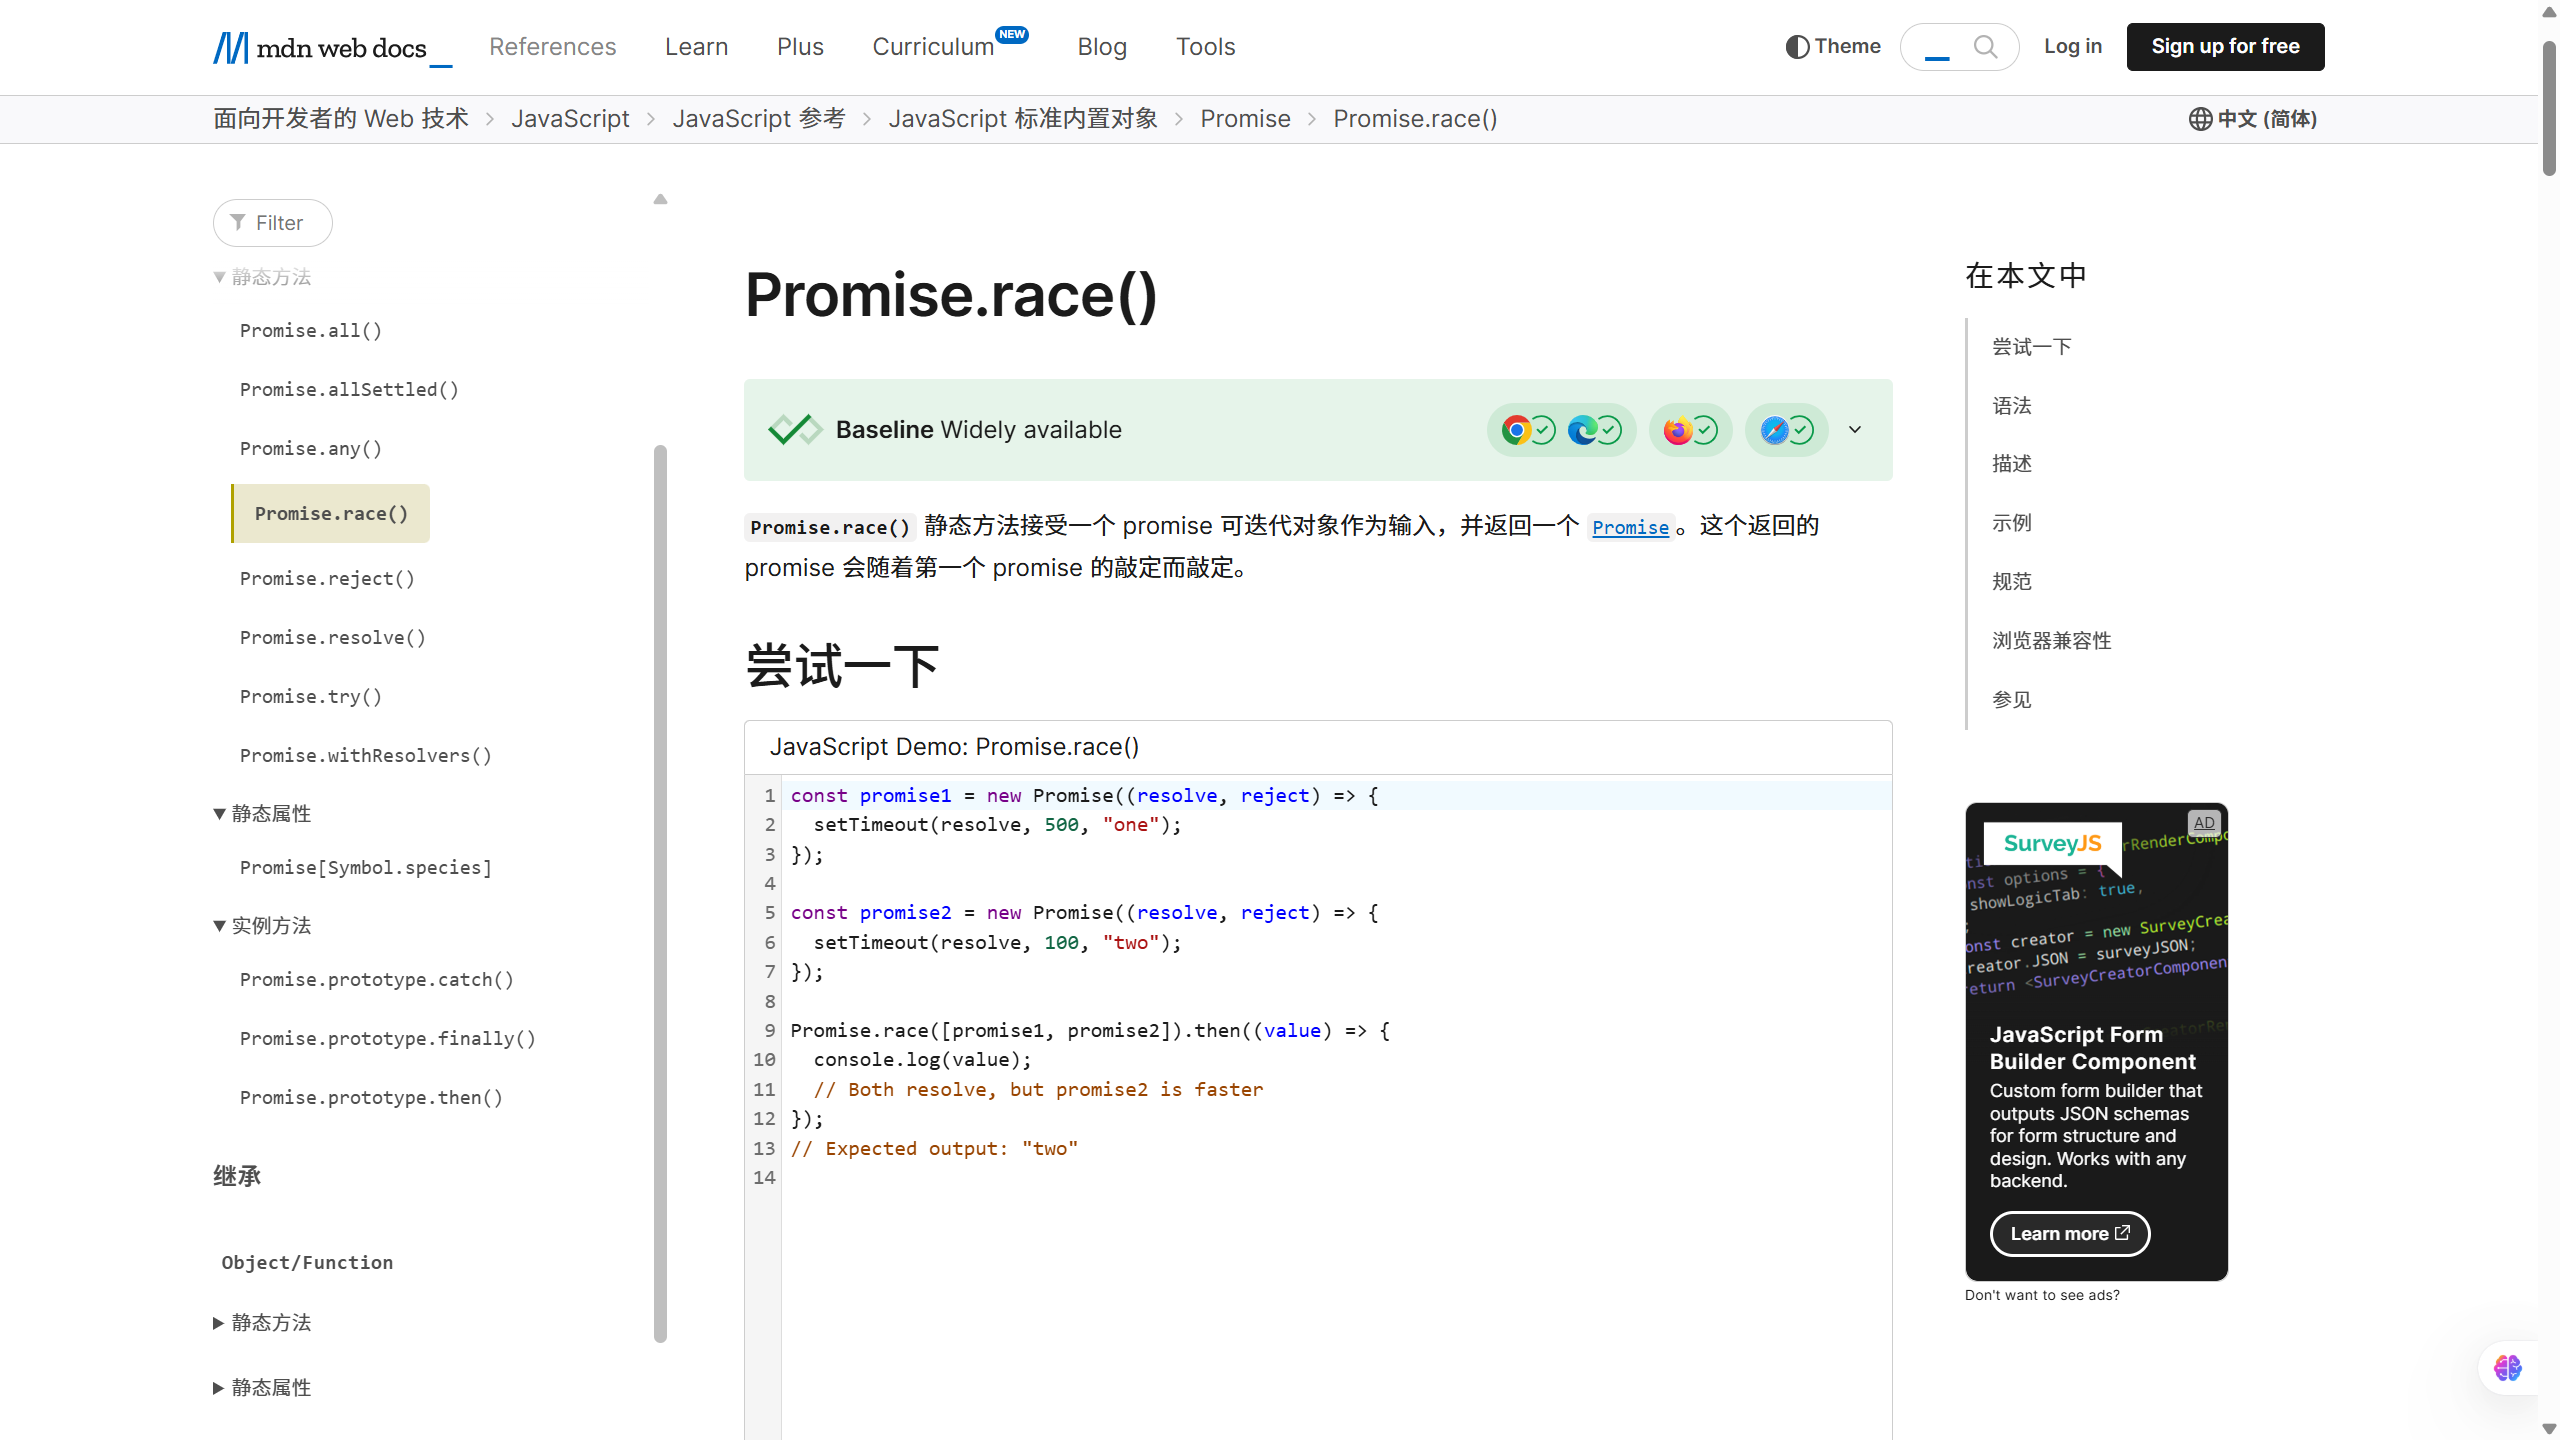 mdn web docs_
References
Learn
Plus
Curriculum NEW
Blog
Tools
Theme
Log in
Sign up for free
面向开发者的 Web 技术
JavaScript
JavaScript 参考
JavaScript 标准内置对象
Promise
Promise.race()
中文 (简体)
Filter
静态方法
Promise.all()
Promise.allSettled()
Promise.any()
Promise.race()
Promise.reject()
Promise.resolve()
Promise.try()
Promise.withResolvers()
静态属性
Promise[Symbol.species]
实例方法
Promise.prototype.catch()
Promise.prototype.finally()
Promise.prototype.then()
继承
Object/Function
静态方法
静态属性
Promise.race()
Baseline Widely available
Promise.race() 静态方法接受一个 promise 可迭代对象作为输入，并返回一个 Promise。这个返回的
promise 会随着第一个 promise 的敲定而敲定。
尝试一下
JavaScript Demo: Promise.race()
1 const promise1 = new Promise((resolve, reject) => {
2   setTimeout(resolve, 500, "one");
3 });
4
5 const promise2 = new Promise((resolve, reject) => {
6   setTimeout(resolve, 100, "two");
7 });
8
9 Promise.race([promise1, promise2]).then((value) => {
10   console.log(value);
11   // Both resolve, but promise2 is faster
12 });
13 // Expected output: "two"
14
在本文中
尝试一下
语法
描述
示例
规范
浏览器兼容性
参见
AD
SurveyJS
rRenderCompo
nst options = {
showLogicTab: true,
const creator = new SurveyCrea
reator.JSON = surveyJSON;
return <SurveyCreatorComponen
JavaScript Form
Builder Component
Custom form builder that
outputs JSON schemas
for form structure and
design. Works with any
backend.
Learn more
Don't want to see ads?